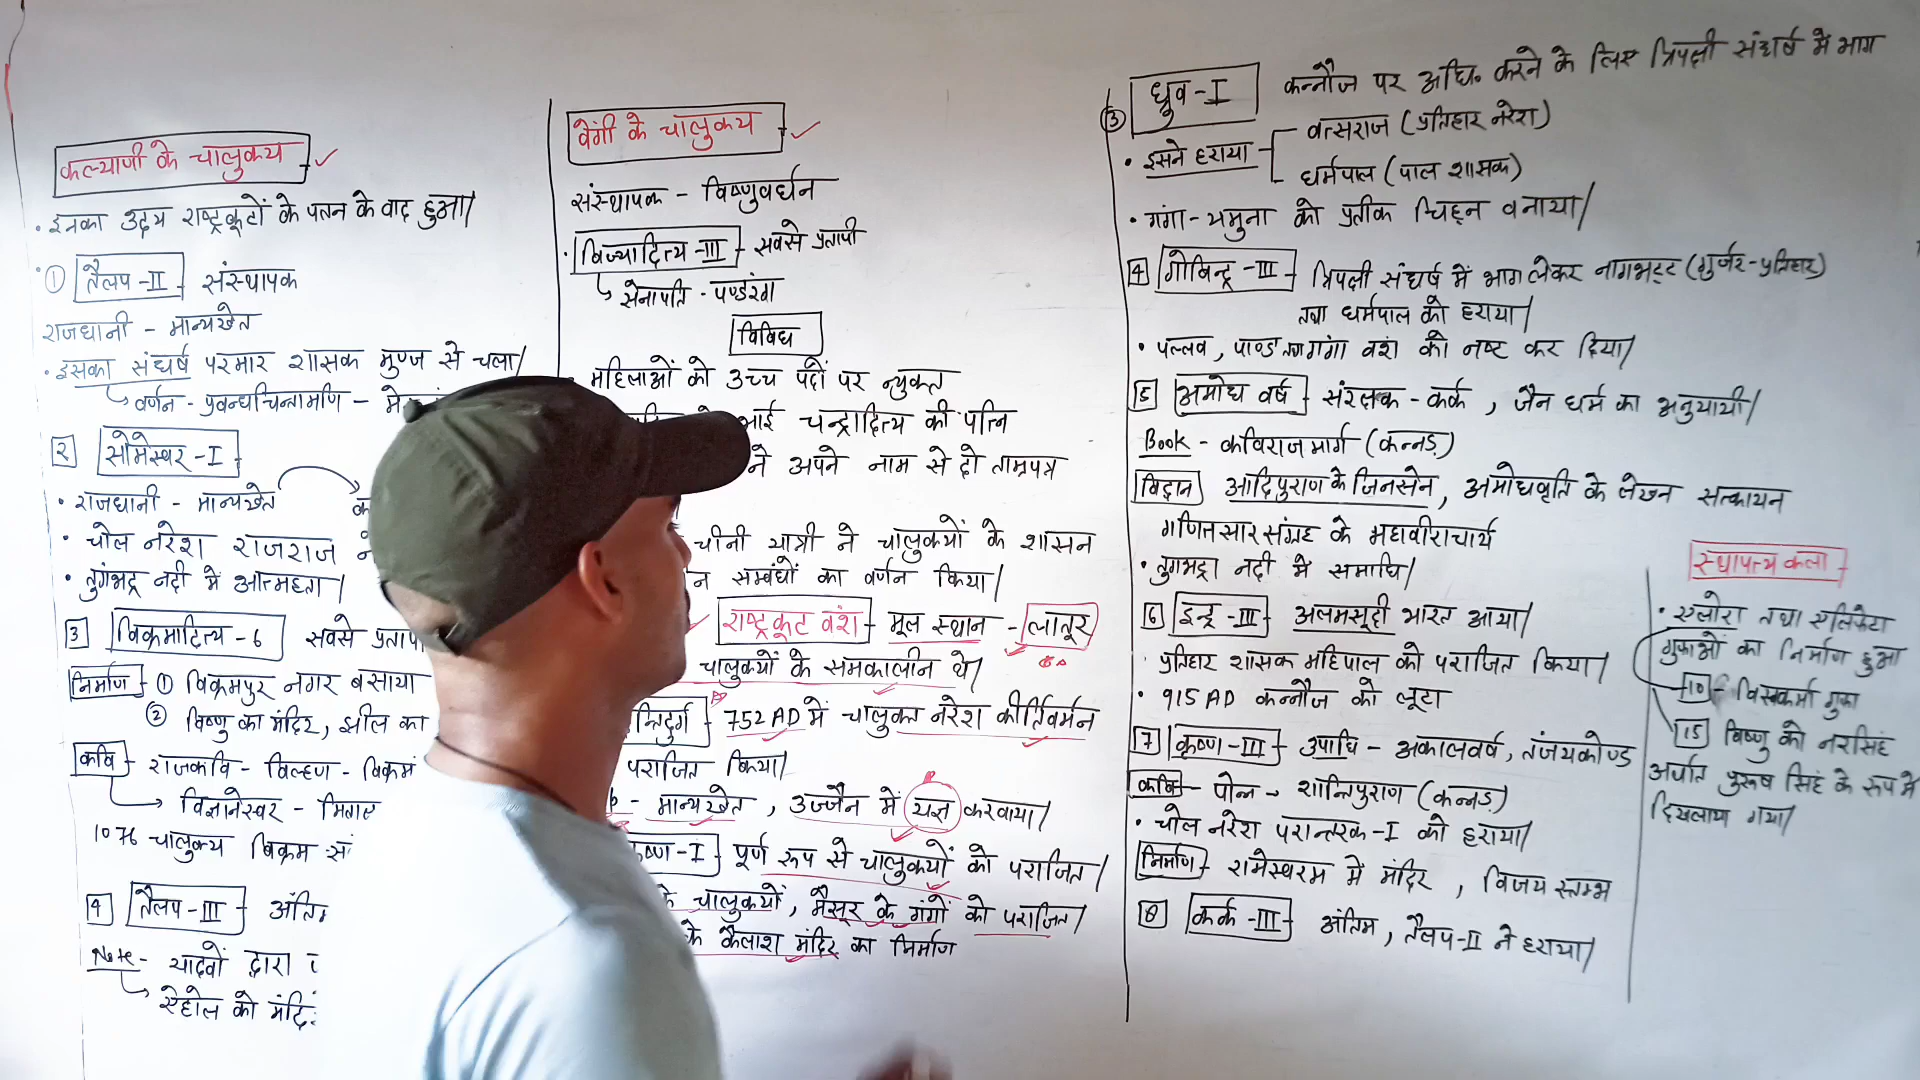 कल्याणी के चालुक्य
इनका उदय राष्ट्रकूटों के पतन के बाद हुआ।
① तैलप-II संस्थापक
राजधानी - मान्यखेत
इसका संघर्ष परमार शासक मुण्ज से चला।
वर्णन - प्रबन्धचिन्तामणि -
2 सोमेस्वर-I
राजधानी - मान्यखेत
चोल नरेश राजराज
तुगंभद्र नदी में आत्महत्ता।
3 विक्रमादित्य-6 सबसे
निर्माण ① विक्रमपुर नगर बसाया
② विष्णु का मंदिर, झील का
कवि - राजकवि - विल्हण -
विज्ञानेस्वर -
1076 चालुक्य विक्रम
4 तैलप-III
Note - यादवों द्वारा
ऐहोल को
वेंगी के चालुक्य
संस्थापक - विष्णुवर्धन
विज्यादित्य-III सबसे प्रतापी
सेनापति - पण्डरंग
विविध
महिलाओं को उच्च पदों पर न्युक्त
चन्द्रादित्य की पत्नि
ने अपने नाम से दो ताम्रपत्र
चीनी यात्री ने चालुक्यों के शासन
सम्बंधों का वर्णन किया।
राष्ट्रकूट वंश मूल स्थान - लातूर
चालुक्यों के समकालीन थे।
752 AD में चालुक्त नरेश कीर्तिवर्मन
पराजित किया।
- मान्यखेत, उज्जैन में यज्ञ करवाया।
पूर्ण रूप से चालुक्यों को पराजित।
के चालुक्यों, मैसूर के गंगों को पराजित।
के कैलाश मंदिर का निर्माण
③ ध्रुव-I कन्नौज पर अधि॰ करने के लिए त्रिपक्षी संघर्ष में भाग
इसने हराया वत्सराज (प्रतिहार नरेश)
धर्मपाल (पाल शासक)
गंगा - यमुना को प्रतीक चिह्न बनाया।
4 गोविन्द्र-III त्रिपक्षी संघर्ष में भाग लेकर नागभट्ट (गुर्जर-प्रतिहार)
तथा धर्मपाल को हराया।
पल्लव, पाण्ड तथा गंगा वंश को नष्ट कर दिया।
5 अमोघ वर्ष संरक्षक - कर्क, जैन धर्म का अनुयायी।
Book - कविराजमार्ग (कन्नड़)
विद्वान आदिपुराण के जिनसेन, अमोघवृति के लेखन सत्कायन
गणितसार संग्रह के महावीराचार्य
तुगंभद्रा नदी में समाधि।
6 इन्द्र-III अलमसूदी भारत आया।
प्रतिहार शासक महिपाल को पराजित किया।
915 AD कन्नौज को लूटा
7 कृष्ण-III उपाधि - अकालवर्ष, तंजयकोण्ड
कवि - पोन्न - शान्तिपुराण (कन्नड)
चोल नरेश परान्तक-I को हराया।
निर्माण रामेस्वरम में मंदिर, विजय स्तम्भ
8 कर्क-III अंतिम, तैलप-II ने हराया।
स्थापत्य कला
एलोरा तथा एलिफेंटा
गुफाओं का निर्माण हुआ
10 - विस्वकर्मा गुफा
15 विष्णु को नरसिंह
अर्थात पुरूष सिंह के रूप में
दिखलाया गया।